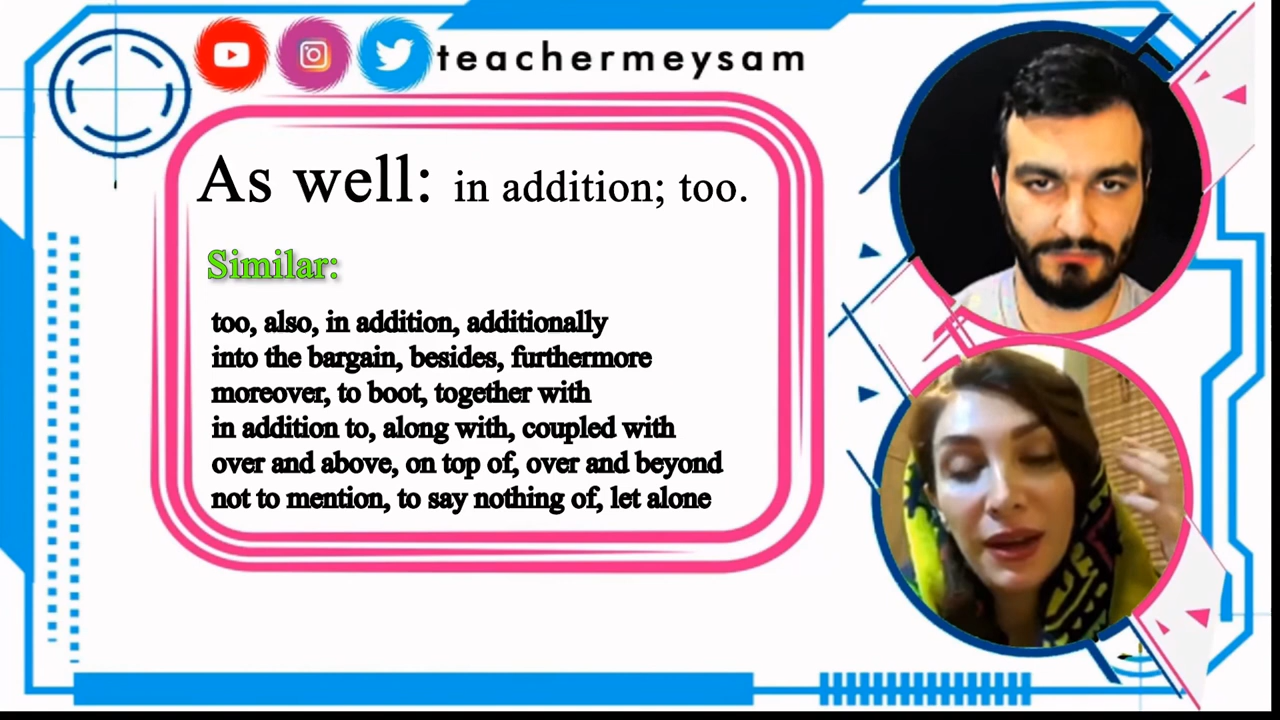 teachermeysam
As well: in addition; too.
Similar:
too, also, in addition, additionally
into the bargain, besides, furthermore
moreover, to boot, together with
in addition to, along with, coupled with
over and above, on top of, over and beyond
not to mention, to say nothing of, let alone